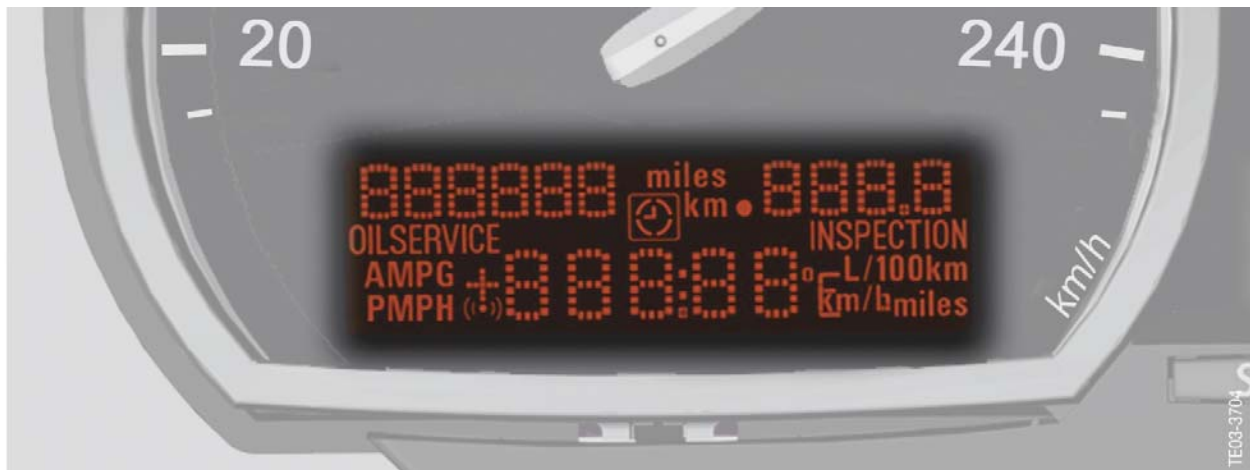 20
240
888888 miles 888.8
km
OILSERVICE INSPECTION
AMPG 888:88° L/100km
PMPH km/h miles
km/h
TE03-3704